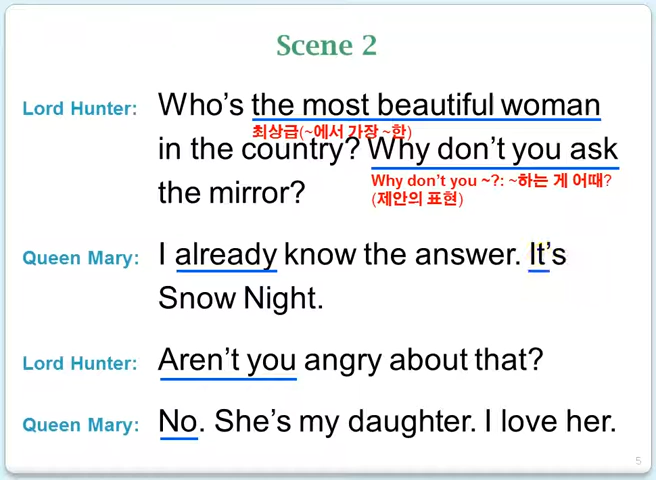 Scene 2
Lord Hunter: Who's the most beautiful woman
최상급(~에서 가장 ~한)
in the country? Why don't you ask
Why don't you ~?: ~하는 게 어때?
(제안의 표현)
the mirror?
Queen Mary: I already know the answer. It's
Snow Night.
Lord Hunter: Aren't you angry about that?
Queen Mary: No. She's my daughter. I love her.
5